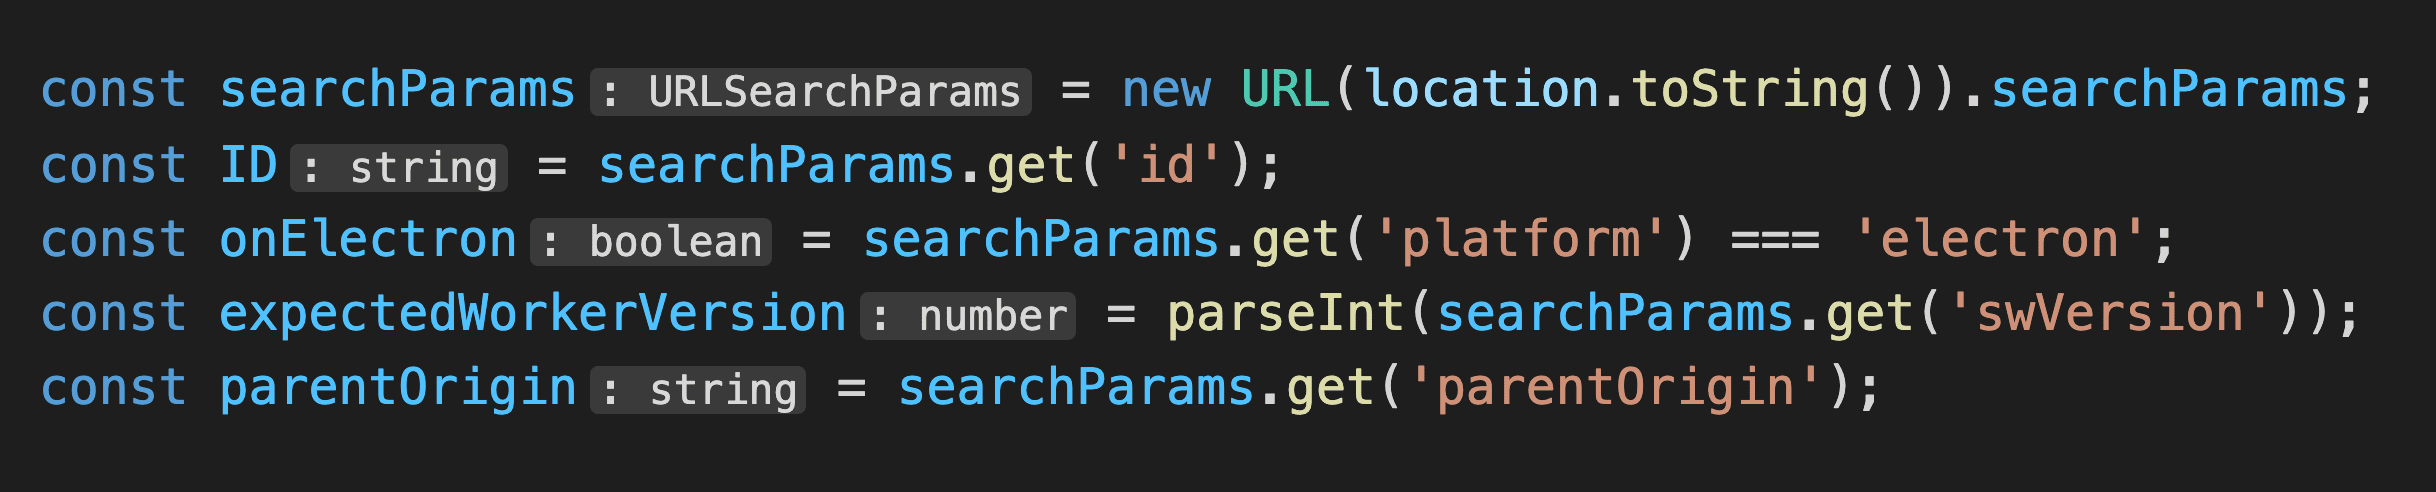 const searchParams: URLSearchParams = new URL(location.toString()).searchParams;
const ID: string = searchParams.get('id');
const onElectron: boolean = searchParams.get('platform') === 'electron';
const expectedWorkerVersion: number = parseInt(searchParams.get('swVersion'));
const parentOrigin: string = searchParams.get('parentOrigin');